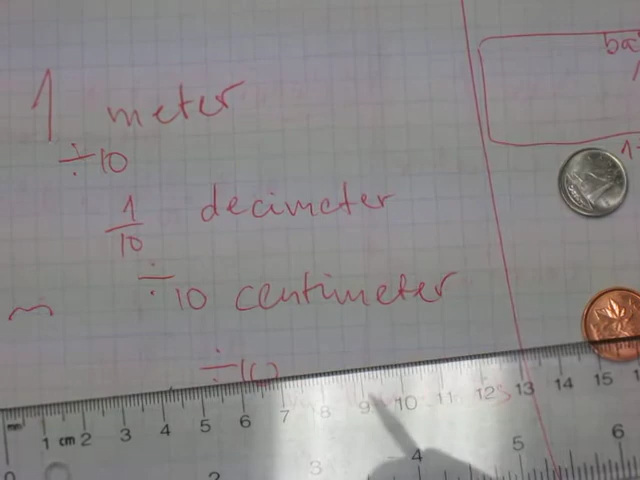 1 meter
÷10
1/10 decimeter
÷10 centimeter
÷10
1 cm 2 3 4 5 6 7 8 9 10 11 12 13 14 15
0 2 3 4 5 6